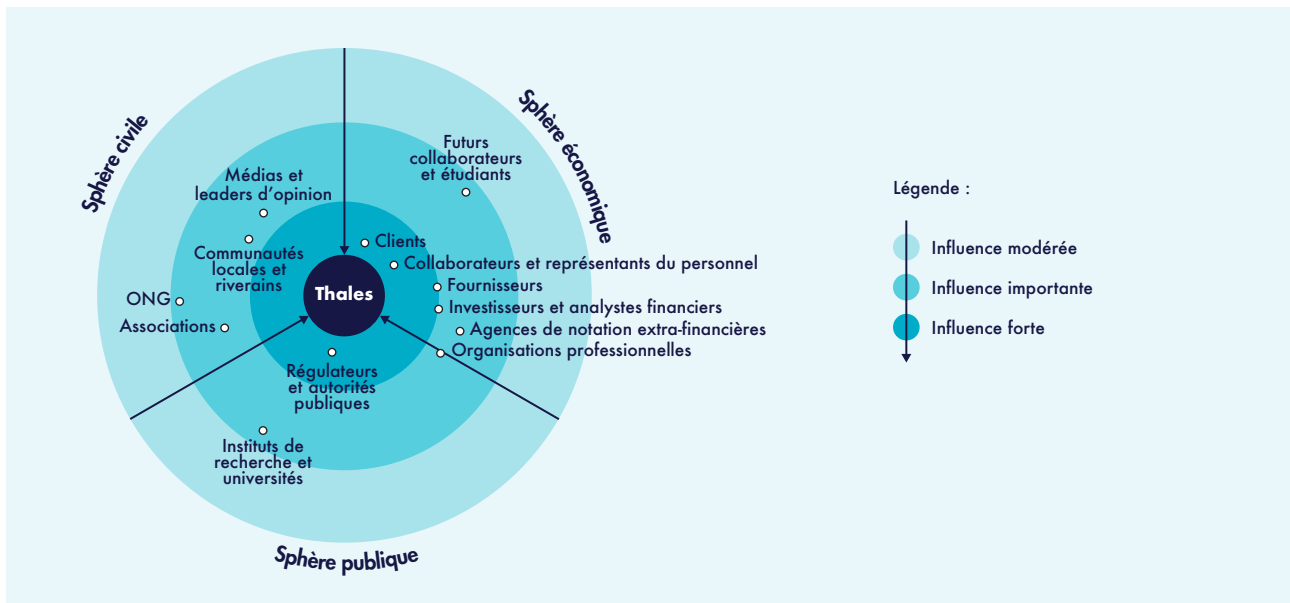 Sphère civile
Sphère économique
Futurs
collaborateurs
et étudiants
Médias et
leaders d'opinion
Clients
Communautés
locales et
riverains
Collaborateurs et représentants du personnel
Thales
Fournisseurs
ONG
Investisseurs et analystes financiers
Associations
Agences de notation extra-financières
Organisations professionnelles
Régulateurs
et autorités
publiques
Instituts de
recherche et
universités
Sphère publique
Légende :
Influence modérée
Influence importante
Influence forte